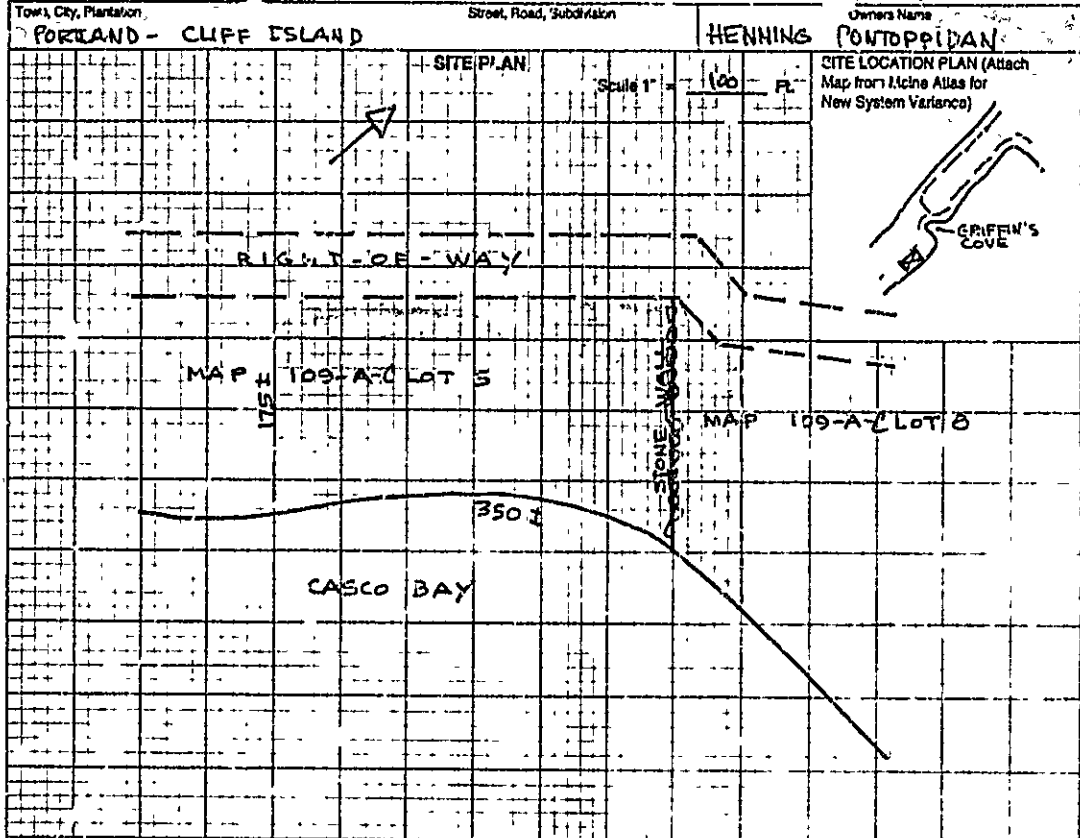 Town, City, Plantation
Street, Road, Subdivision
Owners Name
PORTLAND - CLIFF ISLAND
HENNING PONTOPPIDAN
SITE PLAN
Scale 1" = 100 Ft.
SITE LOCATION PLAN (Attach
Map from Maine Atlas for
New System Variance)
GRIFFIN'S
COVE
RIGHT-OF-WAY
MAP 109-A-C LOT 5
175±
STONE WALL
MAP 109-A-C LOT 8
350±
CASCO BAY